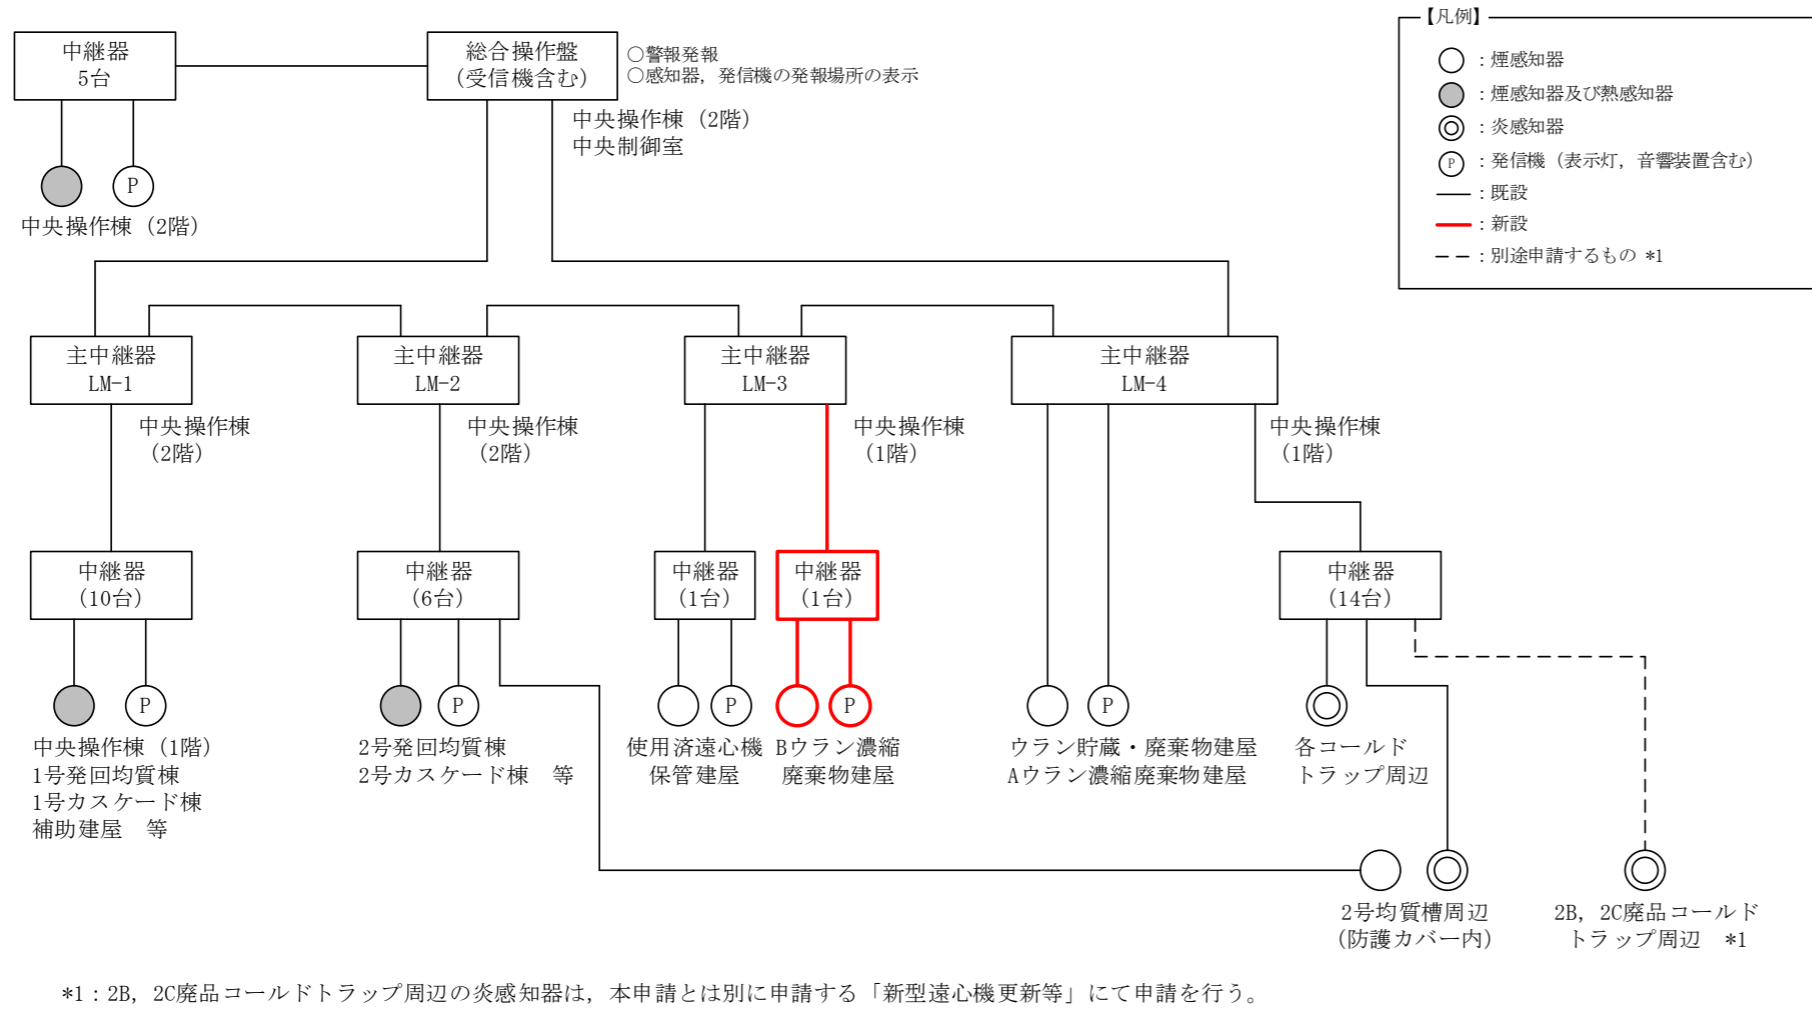 【凡例】
○：煙感知器
：煙感知器及び熱感知器
◎：炎感知器
P：発信機（表示灯，音響装置含む）
：既設
：新設
：別途申請するもの *1
中継器
5台
総合操作盤
(受信機含む)
○警報発報
○感知器，発信機の発報場所の表示
中央操作棟（2階）
中央制御室
P
中央操作棟（2階）
主中継器
LM-1
中央操作棟
（2階）
主中継器
LM-2
中央操作棟
（2階）
主中継器
LM-3
中央操作棟
（1階）
主中継器
LM-4
中央操作棟
（1階）
中継器
(10台)
P
中央操作棟（1階）
1号発回均質棟
1号カスケード棟
補助建屋　等
中継器
(6台)
P
2号発回均質棟
2号カスケード棟　等
中継器
(1台)
P
使用済遠心機
保管建屋
中継器
(1台)
P
Bウラン濃縮
廃棄物建屋
P
ウラン貯蔵・廃棄物建屋
Aウラン濃縮廃棄物建屋
中継器
(14台)
各コールド
トラップ周辺
2号均質槽周辺
(防護カバー内)
2B，2C廃品コールド
トラップ周辺　*1
*1：2B，2C廃品コールドトラップ周辺の炎感知器は，本申請とは別に申請する「新型遠心機更新等」にて申請を行う。